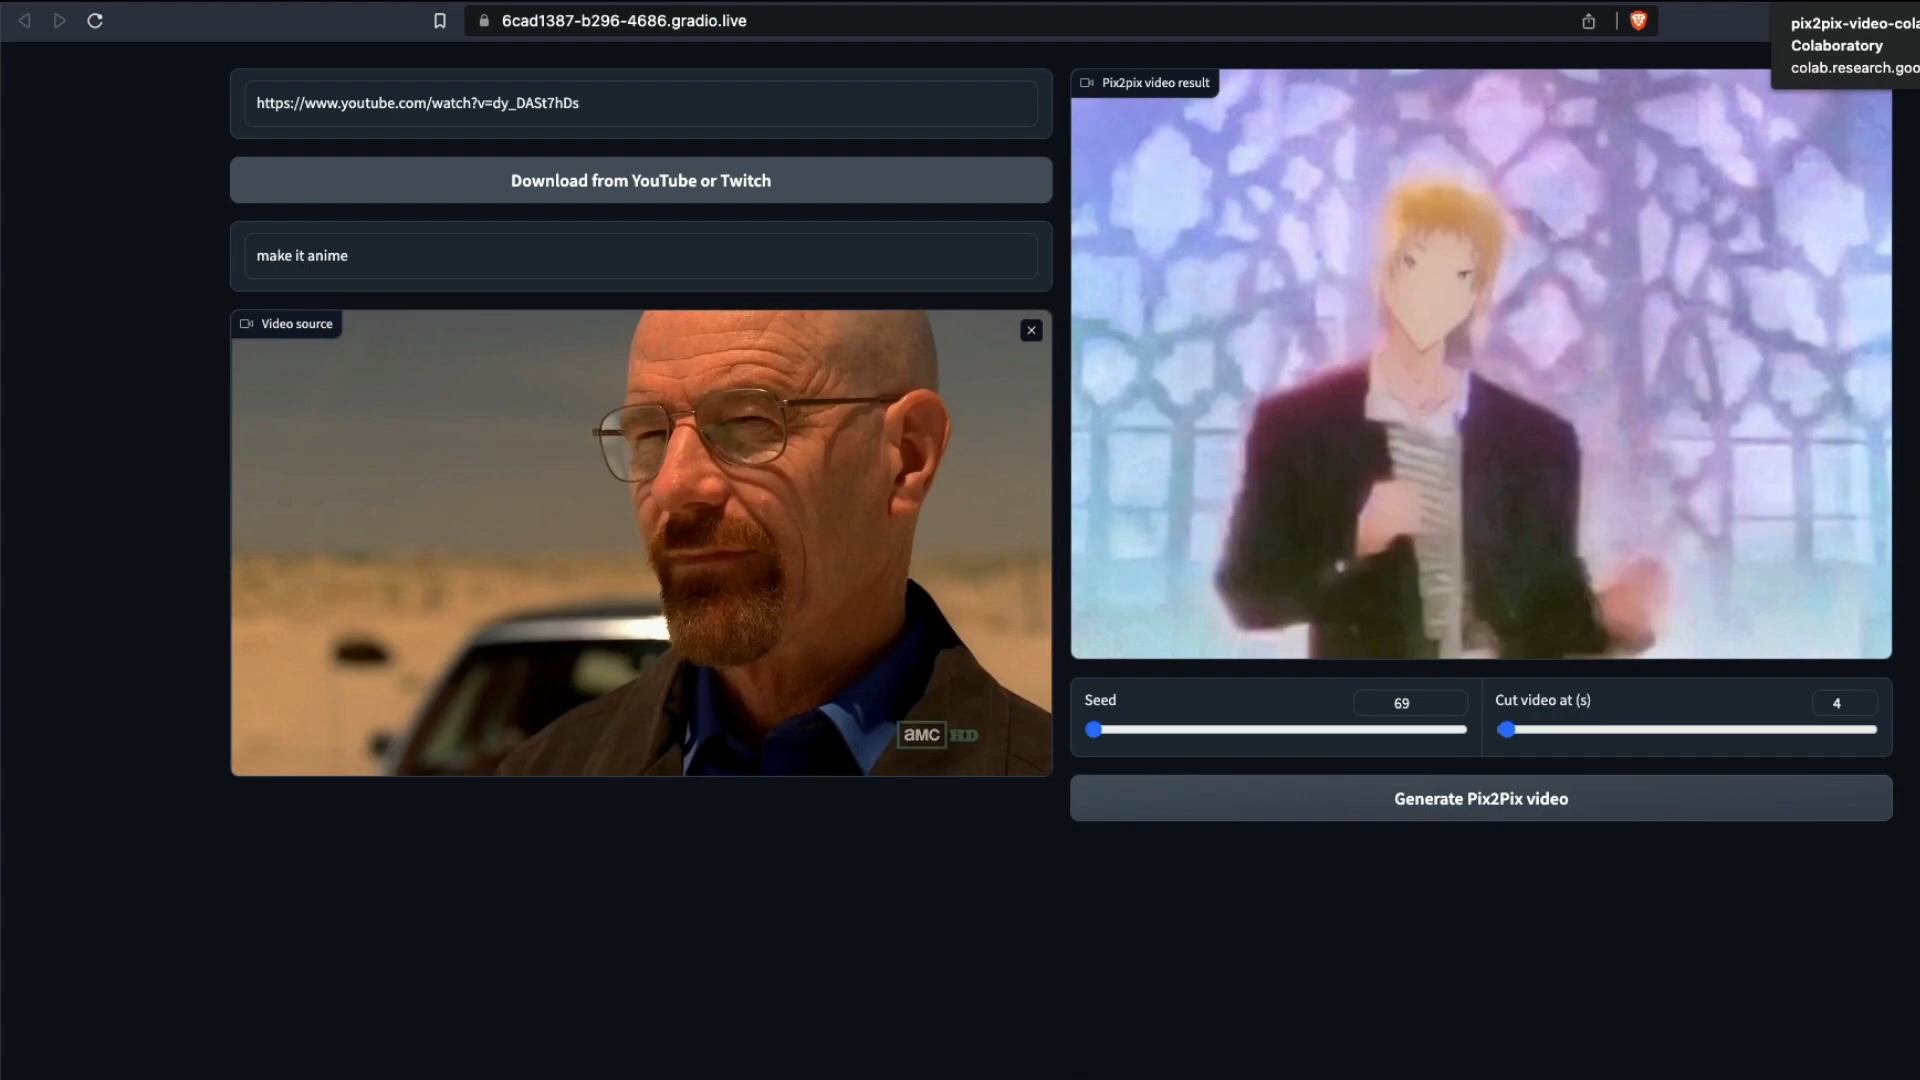 6cad1387-b296-4686.gradio.live
pix2pix-video-cola
Colaboratory
colab.research.goo
https://www.youtube.com/watch?v=dy_DASt7hDs
Download from YouTube or Twitch
make it anime
Video source
amc HD
Pix2pix video result
Seed
69
Cut video at (s)
4
Generate Pix2Pix video